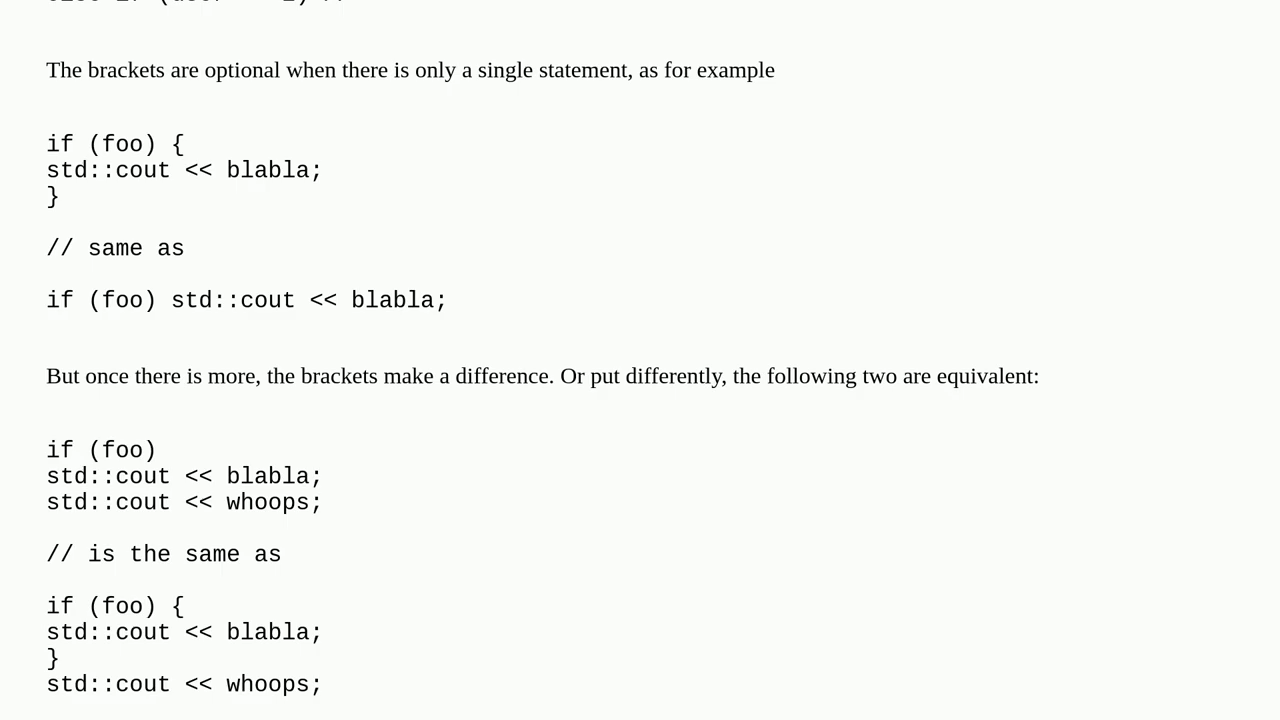 The brackets are optional when there is only a single statement, as for example
if (foo) {
std::cout << blabla;
}
// same as
if (foo) std::cout << blabla;
But once there is more, the brackets make a difference. Or put differently, the following two are equivalent:
if (foo)
std::cout << blabla;
std::cout << whoops;
// is the same as
if (foo) {
std::cout << blabla;
}
std::cout << whoops;